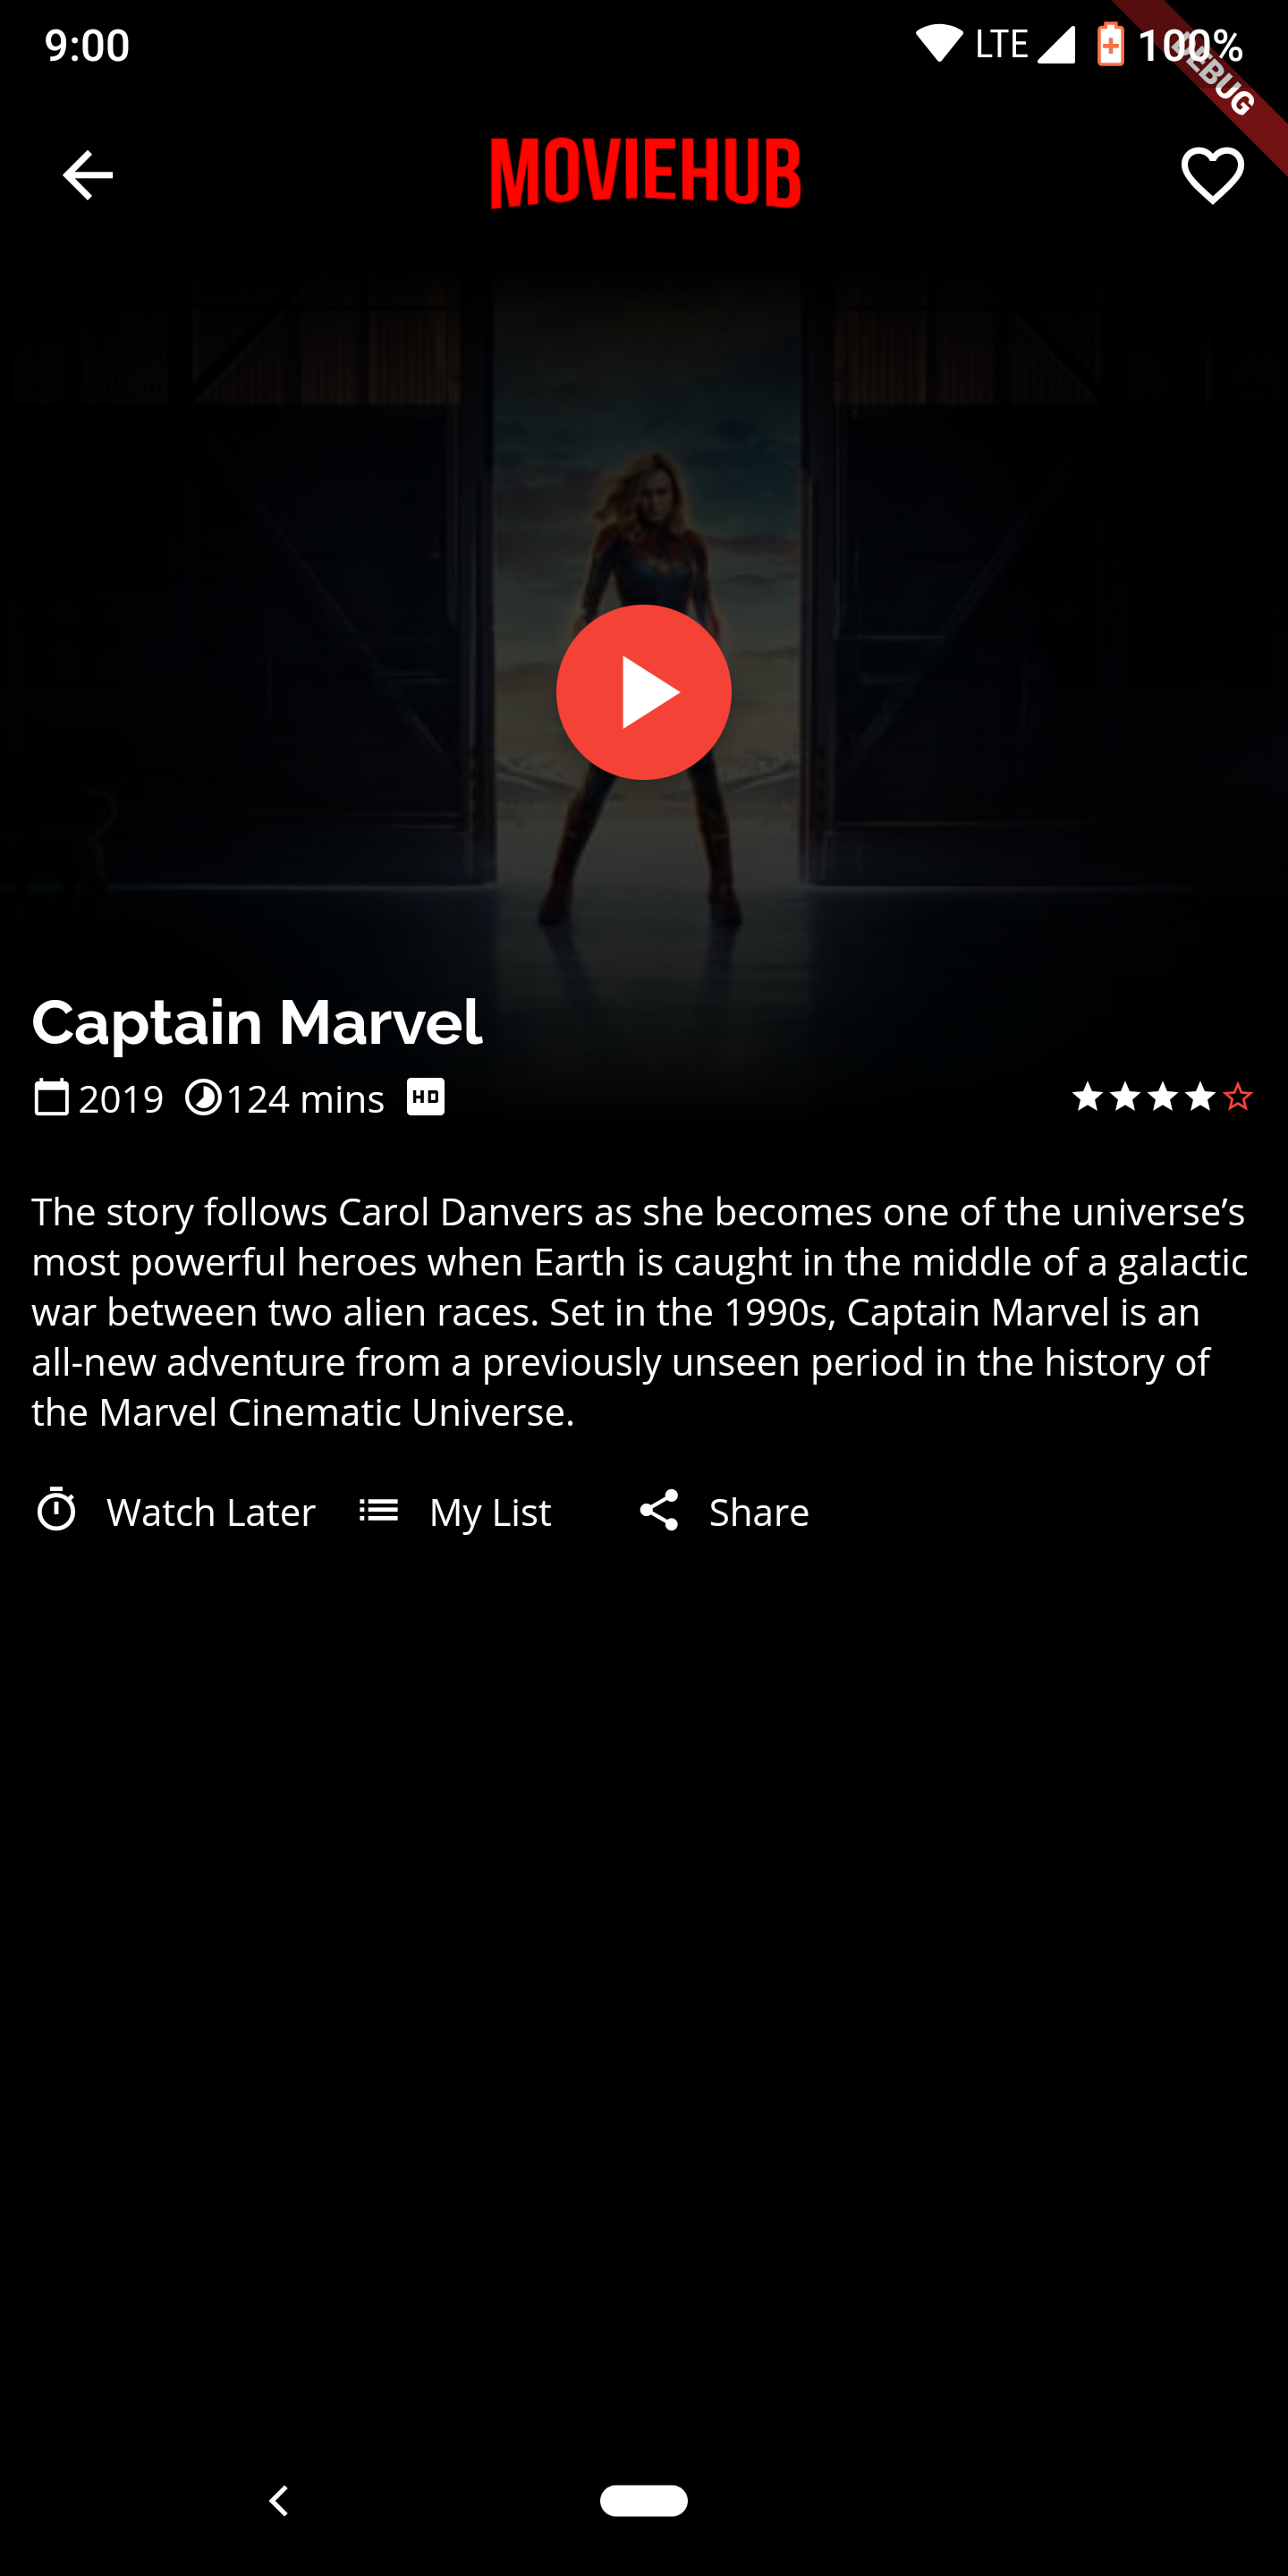 9:00 LTE 100%
DEBUG
MOVIEHUB
Captain Marvel
2019 124 mins HD
The story follows Carol Danvers as she becomes one of the universe’s
most powerful heroes when Earth is caught in the middle of a galactic
war between two alien races. Set in the 1990s, Captain Marvel is an
all-new adventure from a previously unseen period in the history of
the Marvel Cinematic Universe.
Watch Later My List Share